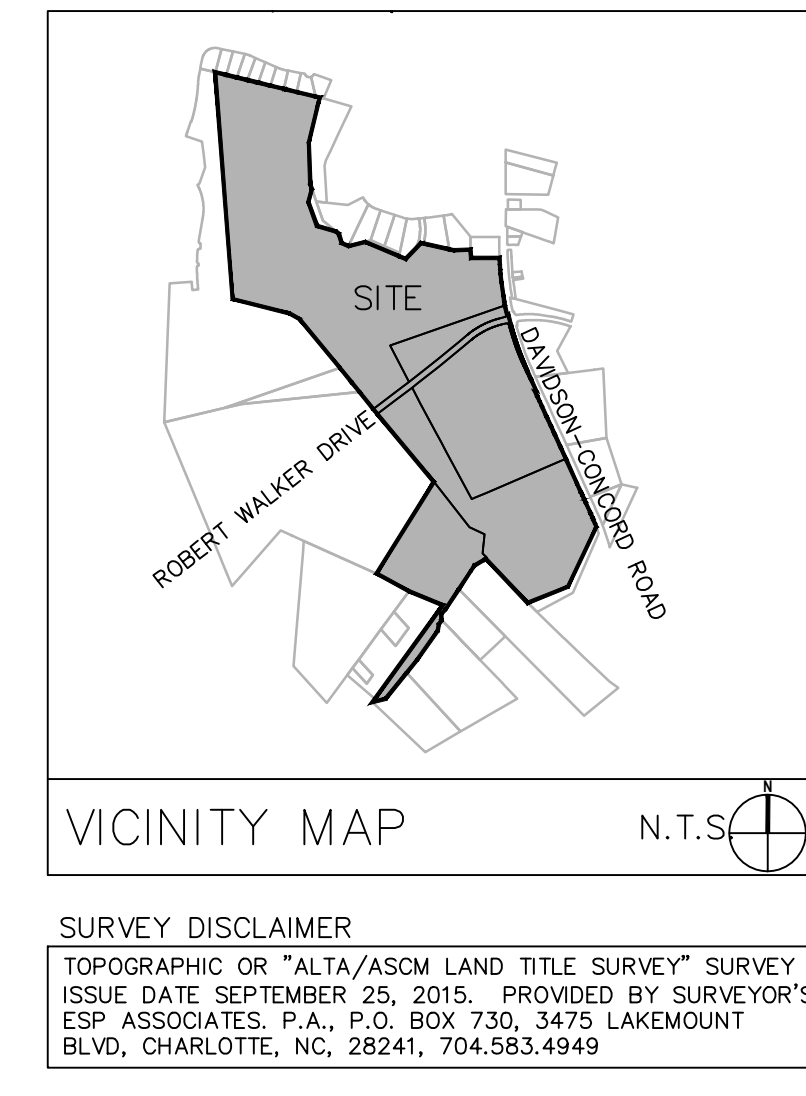 SITE
DAVIDSON-CONCORD ROAD
ROBERT WALKER DRIVE
VICINITY MAP
N.T.S.
N
SURVEY DISCLAIMER
TOPOGRAPHIC OR "ALTA/ASCM LAND TITLE SURVEY" SURVEY
ISSUE DATE SEPTEMBER 25, 2015. PROVIDED BY SURVEYOR'S
ESP ASSOCIATES. P.A., P.O. BOX 730, 3475 LAKEMOUNT
BLVD, CHARLOTTE, NC, 28241, 704.583.4949